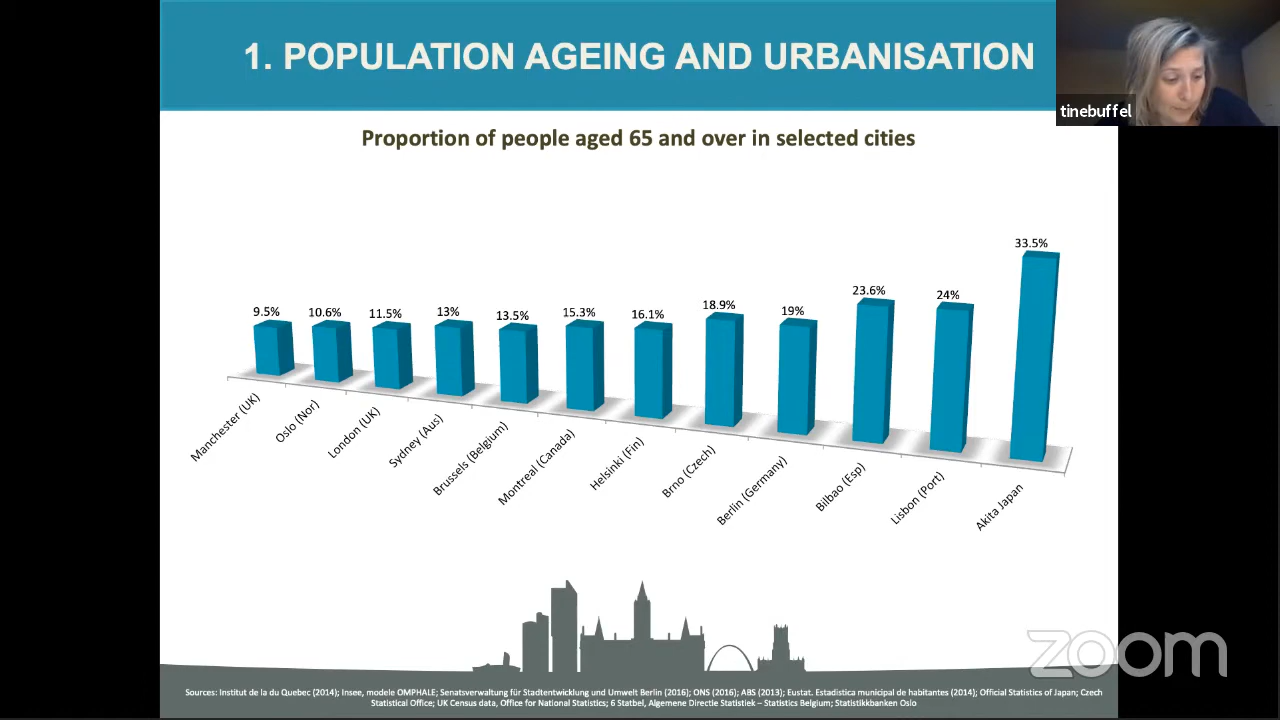 1. POPULATION AGEING AND URBANISATION
tinebuffel
Proportion of people aged 65 and over in selected cities
9.5%
10.6%
11.5%
13%
13.5%
15.3%
16.1%
18.9%
19%
23.6%
24%
33.5%
Manchester (UK)
Oslo (Nor)
London (UK)
Sydney (Aus)
Brussels (Belgium)
Montreal (Canada)
Helsinki (Fin)
Brno (Czech)
Berlin (Germany)
Bilbao (Esp)
Lisbon (Port)
Akita Japan
zoom
Sources: Institut de la du Quebec (2014); Insee, modele OMPHALE; Senatsverwaltung für Stadtentwicklung und Umwelt Berlin (2016); ONS (2016); ABS (2013); Eustat. Estadistica municipal de habitantes (2014); Official Statistics of Japan; Czech
Statistical Office; UK Census data, Office for National Statistics; 6 Statbel, Algemene Directie Statistiek – Statistics Belgium; Statistikkbanken Oslo